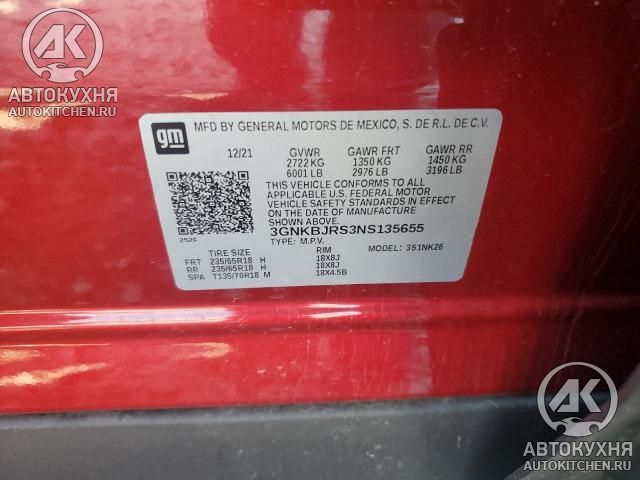 AK
АВТОКУХНЯ
AUTOKITCHEN.RU
gm
MFD BY GENERAL MOTORS DE MEXICO, S. DE R.L. DE C.V.
12/21 GVWR GAWR FRT GAWR RR
2722 KG 1350 KG 1450 KG
6001 LB 2976 LB 3196 LB
THIS VEHICLE CONFORMS TO ALL
APPLICABLE U.S. FEDERAL MOTOR
VEHICLE SAFETY STANDARDS IN EFFECT
ON THE DATE OF MANUFACTURE
SHOWN ABOVE.
3GNKBJRS3NS135655
252F
TYPE: M.P.V. MODEL: 351NK26
TIRE SIZE RIM
FRT 235/65R18 H 18X8J
RR 235/65R18 H 18X8J
SPA T135/70R18 M 18X4.5B
AK
АВТОКУХНЯ
AUTOKITCHEN.RU